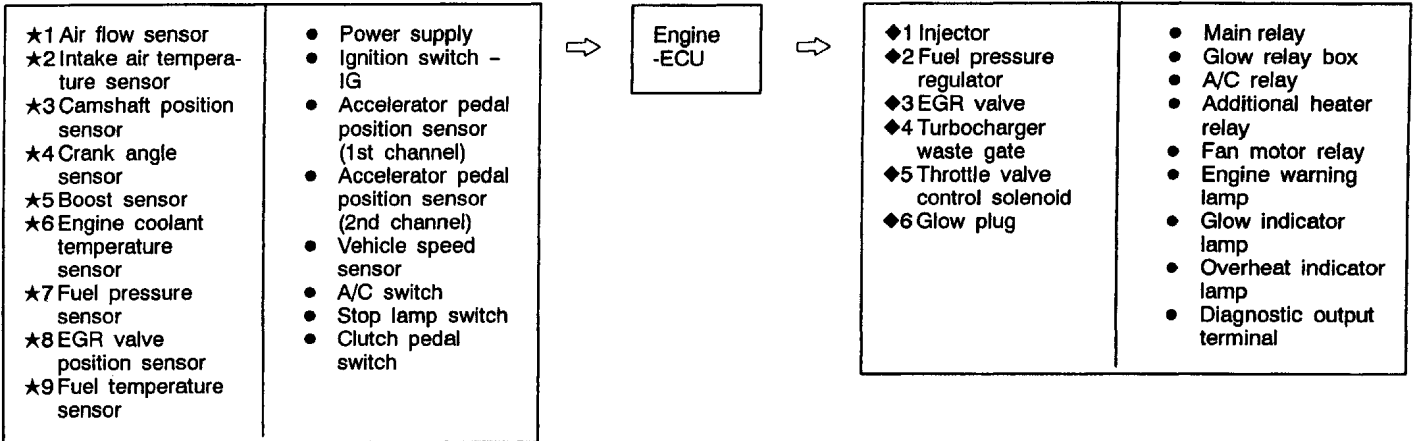 ★1 Air flow sensor
★2 Intake air tempera-
ture sensor
★3 Camshaft position
sensor
★4 Crank angle
sensor
★5 Boost sensor
★6 Engine coolant
temperature
sensor
★7 Fuel pressure
sensor
★8 EGR valve
position sensor
★9 Fuel temperature
sensor
● Power supply
● Ignition switch –
IG
● Accelerator pedal
position sensor
(1st channel)
● Accelerator pedal
position sensor
(2nd channel)
● Vehicle speed
sensor
● A/C switch
● Stop lamp switch
● Clutch pedal
switch
Engine
-ECU
◆1 Injector
◆2 Fuel pressure
regulator
◆3 EGR valve
◆4 Turbocharger
waste gate
◆5 Throttle valve
control solenoid
◆6 Glow plug
● Main relay
● Glow relay box
● A/C relay
● Additional heater
relay
● Fan motor relay
● Engine warning
lamp
● Glow indicator
lamp
● Overheat indicator
lamp
● Diagnostic output
terminal